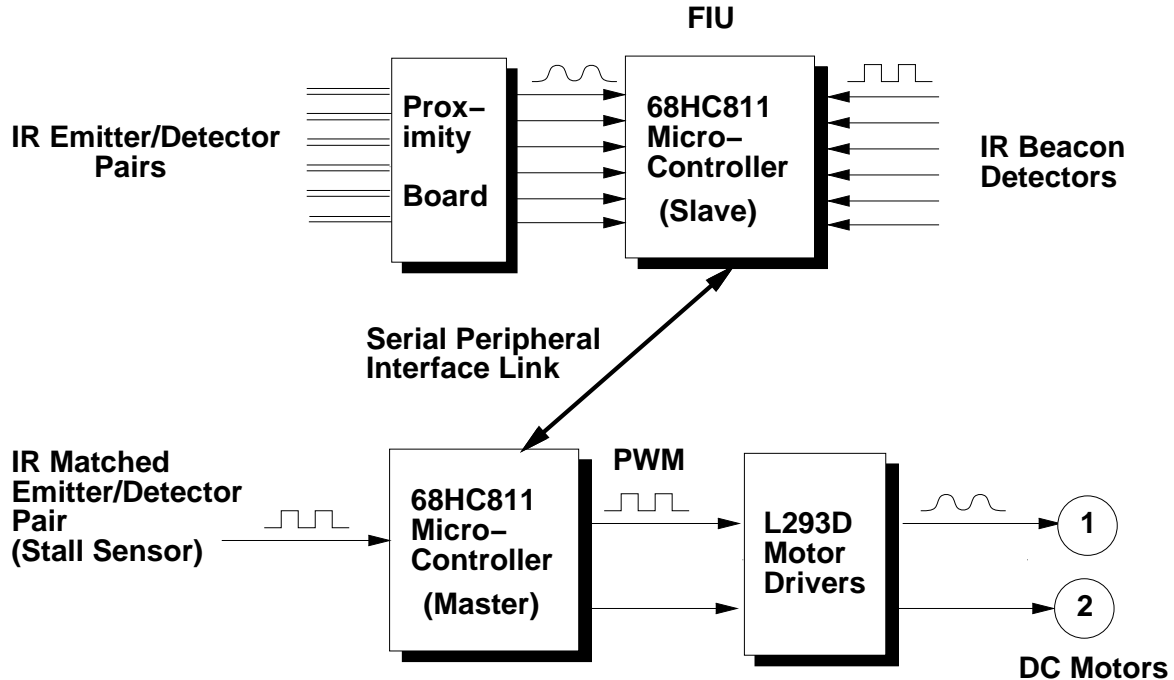 FIU
IR Emitter/Detector
Pairs
Prox–
imity
Board
68HC811
Micro–
Controller
(Slave)
IR Beacon
Detectors
Serial Peripheral
Interface Link
IR Matched
Emitter/Detector
Pair
(Stall Sensor)
68HC811
Micro–
Controller
(Master)
PWM
L293D
Motor
Drivers
1
2
DC Motors